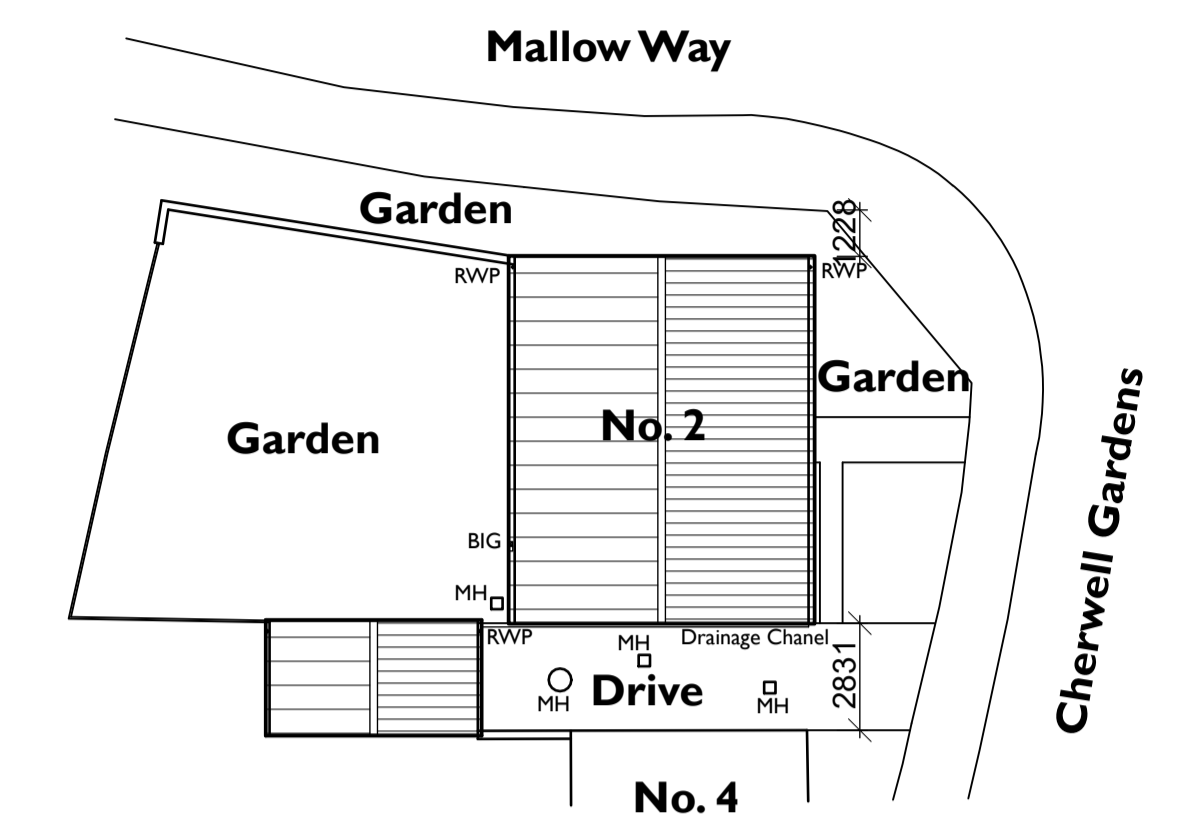 Mallow Way
Garden
1228
RWP
RWP
Garden
No. 2
Garden
Cherwell Gardens
BIG
MH
RWP
MH
Drainage Chanel
2831
MH
Drive
MH
No. 4